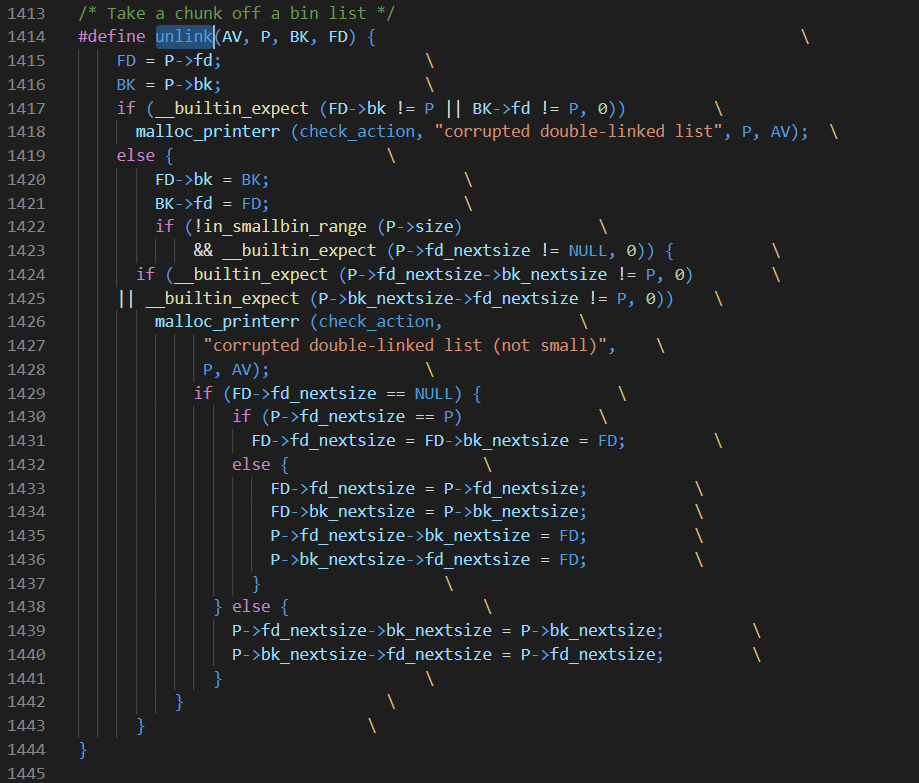 1413 /* Take a chunk off a bin list */
1414 #define unlink(AV, P, BK, FD) { \
1415 FD = P->fd; \
1416 BK = P->bk; \
1417 if (__builtin_expect (FD->bk != P || BK->fd != P, 0)) \
1418 malloc_printerr (check_action, "corrupted double-linked list", P, AV); \
1419 else { \
1420 FD->bk = BK; \
1421 BK->fd = FD; \
1422 if (!in_smallbin_range (P->size) \
1423 && __builtin_expect (P->fd_nextsize != NULL, 0)) { \
1424 if (__builtin_expect (P->fd_nextsize->bk_nextsize != P, 0) \
1425 || __builtin_expect (P->bk_nextsize->fd_nextsize != P, 0)) \
1426 malloc_printerr (check_action, \
1427 "corrupted double-linked list (not small)", \
1428 P, AV); \
1429 if (FD->fd_nextsize == NULL) { \
1430 if (P->fd_nextsize == P) \
1431 FD->fd_nextsize = FD->bk_nextsize = FD; \
1432 else { \
1433 FD->fd_nextsize = P->fd_nextsize; \
1434 FD->bk_nextsize = P->bk_nextsize; \
1435 P->fd_nextsize->bk_nextsize = FD; \
1436 P->bk_nextsize->fd_nextsize = FD; \
1437 } \
1438 } else { \
1439 P->fd_nextsize->bk_nextsize = P->bk_nextsize; \
1440 P->bk_nextsize->fd_nextsize = P->fd_nextsize; \
1441 } \
1442 } \
1443 } \
1444 }
1445